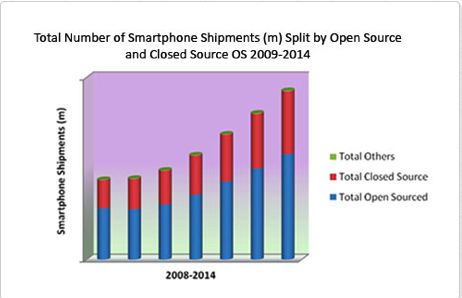 Total Number of Smartphone Shipments (m) Split by Open Source
and Closed Source OS 2009-2014
Smartphone Shipments (m)
Total Others
Total Closed Source
Total Open Sourced
2008-2014